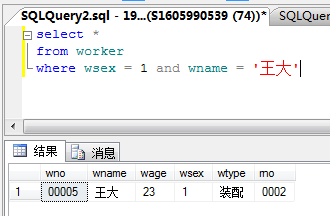 SQLQuery2.sql - 19...(S1605990539 (74))*
SQLQue
select *
from worker
where wsex = 1 and wname = '王大'
结果 消息
wno wname wage wsex wtype rno
1 00005 王大 23 1 装配 0002